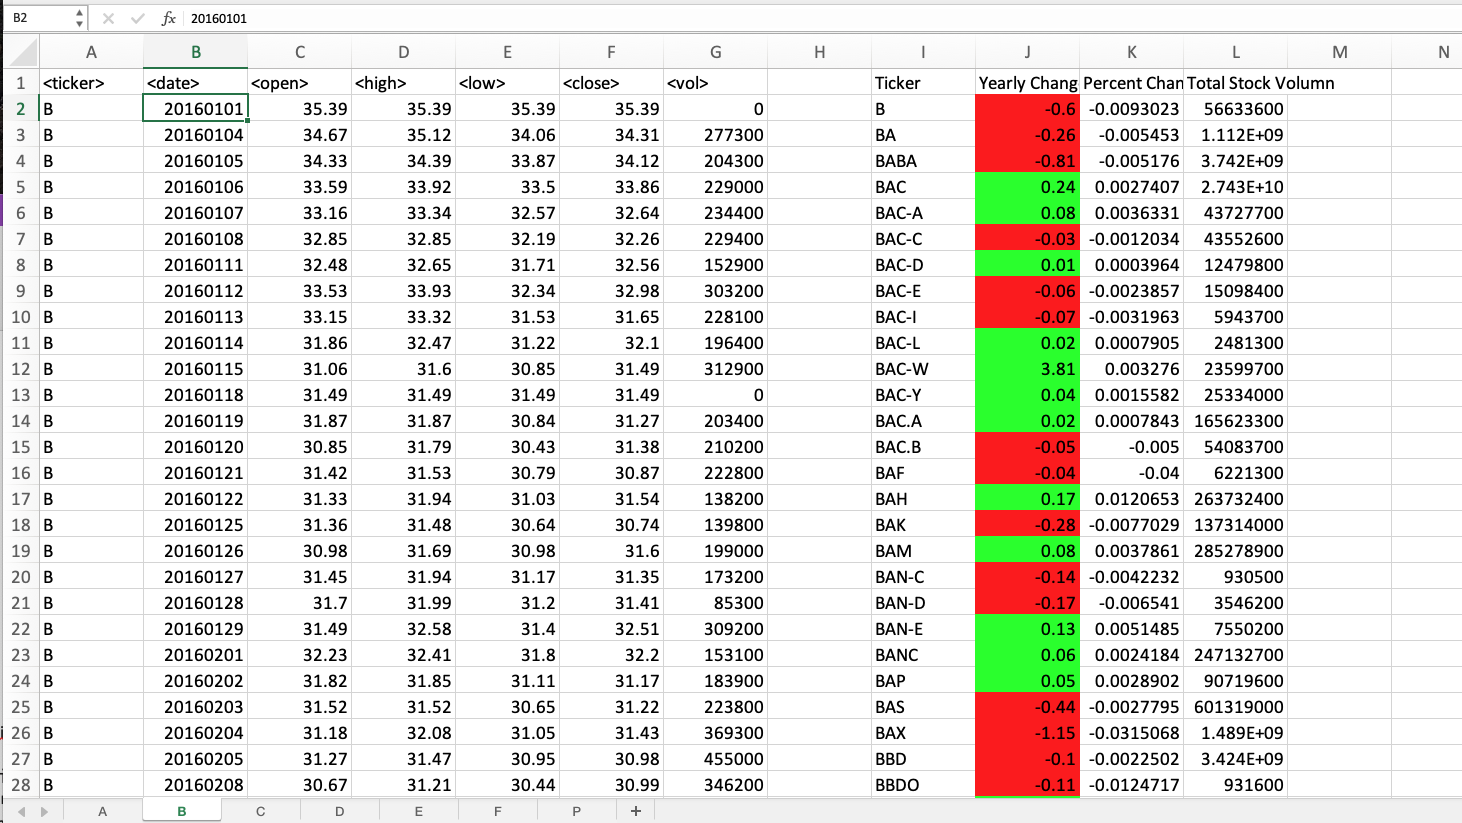 B2 fx 20160101
A B C D E F G H I J K L M N
1 <ticker> <date> <open> <high> <low> <close> <vol> Ticker Yearly Chang Percent Chan Total Stock Volumn
2 B 20160101 35.39 35.39 35.39 35.39 0 B -0.6 -0.0093023 56633600
3 B 20160104 34.67 35.12 34.06 34.31 277300 BA -0.26 -0.005453 1.112E+09
4 B 20160105 34.33 34.39 33.87 34.12 204300 BABA -0.81 -0.005176 3.742E+09
5 B 20160106 33.59 33.92 33.5 33.86 229000 BAC 0.24 0.0027407 2.743E+10
6 B 20160107 33.16 33.34 32.57 32.64 234400 BAC-A 0.08 0.0036331 43727700
7 B 20160108 32.85 32.85 32.19 32.26 229400 BAC-C -0.03 -0.0012034 43552600
8 B 20160111 32.48 32.65 31.71 32.56 152900 BAC-D 0.01 0.0003964 12479800
9 B 20160112 33.53 33.93 32.34 32.98 303200 BAC-E -0.06 -0.0023857 15098400
10 B 20160113 33.15 33.32 31.53 31.65 228100 BAC-I -0.07 -0.0031963 5943700
11 B 20160114 31.86 32.47 31.22 32.1 196400 BAC-L 0.02 0.0007905 2481300
12 B 20160115 31.06 31.6 30.85 31.49 312900 BAC-W 3.81 0.003276 23599700
13 B 20160118 31.49 31.49 31.49 31.49 0 BAC-Y 0.04 0.0015582 25334000
14 B 20160119 31.87 31.87 30.84 31.27 203400 BAC.A 0.02 0.0007843 165623300
15 B 20160120 30.85 31.79 30.43 31.38 210200 BAC.B -0.05 -0.005 54083700
16 B 20160121 31.42 31.53 30.79 30.87 222800 BAF -0.04 -0.04 6221300
17 B 20160122 31.33 31.94 31.03 31.54 138200 BAH 0.17 0.0120653 263732400
18 B 20160125 31.36 31.48 30.64 30.74 139800 BAK -0.28 -0.0077029 137314000
19 B 20160126 30.98 31.69 30.98 31.6 199000 BAM 0.08 0.0037861 285278900
20 B 20160127 31.45 31.94 31.17 31.35 173200 BAN-C -0.14 -0.0042232 930500
21 B 20160128 31.7 31.99 31.2 31.41 85300 BAN-D -0.17 -0.006541 3546200
22 B 20160129 31.49 32.58 31.4 32.51 309200 BAN-E 0.13 0.0051485 7550200
23 B 20160201 32.23 32.41 31.8 32.2 153100 BANC 0.06 0.0024184 247132700
24 B 20160202 31.82 31.85 31.11 31.17 183900 BAP 0.05 0.0028902 90719600
25 B 20160203 31.52 31.52 30.65 31.22 223800 BAS -0.44 -0.0027795 601319000
26 B 20160204 31.18 32.08 31.05 31.43 369300 BAX -1.15 -0.0315068 1.489E+09
27 B 20160205 31.27 31.47 30.95 30.98 455000 BBD -0.1 -0.0022502 3.424E+09
28 B 20160208 30.67 31.21 30.44 30.99 346200 BBDO -0.11 -0.0124717 931600
A B C D E F P +